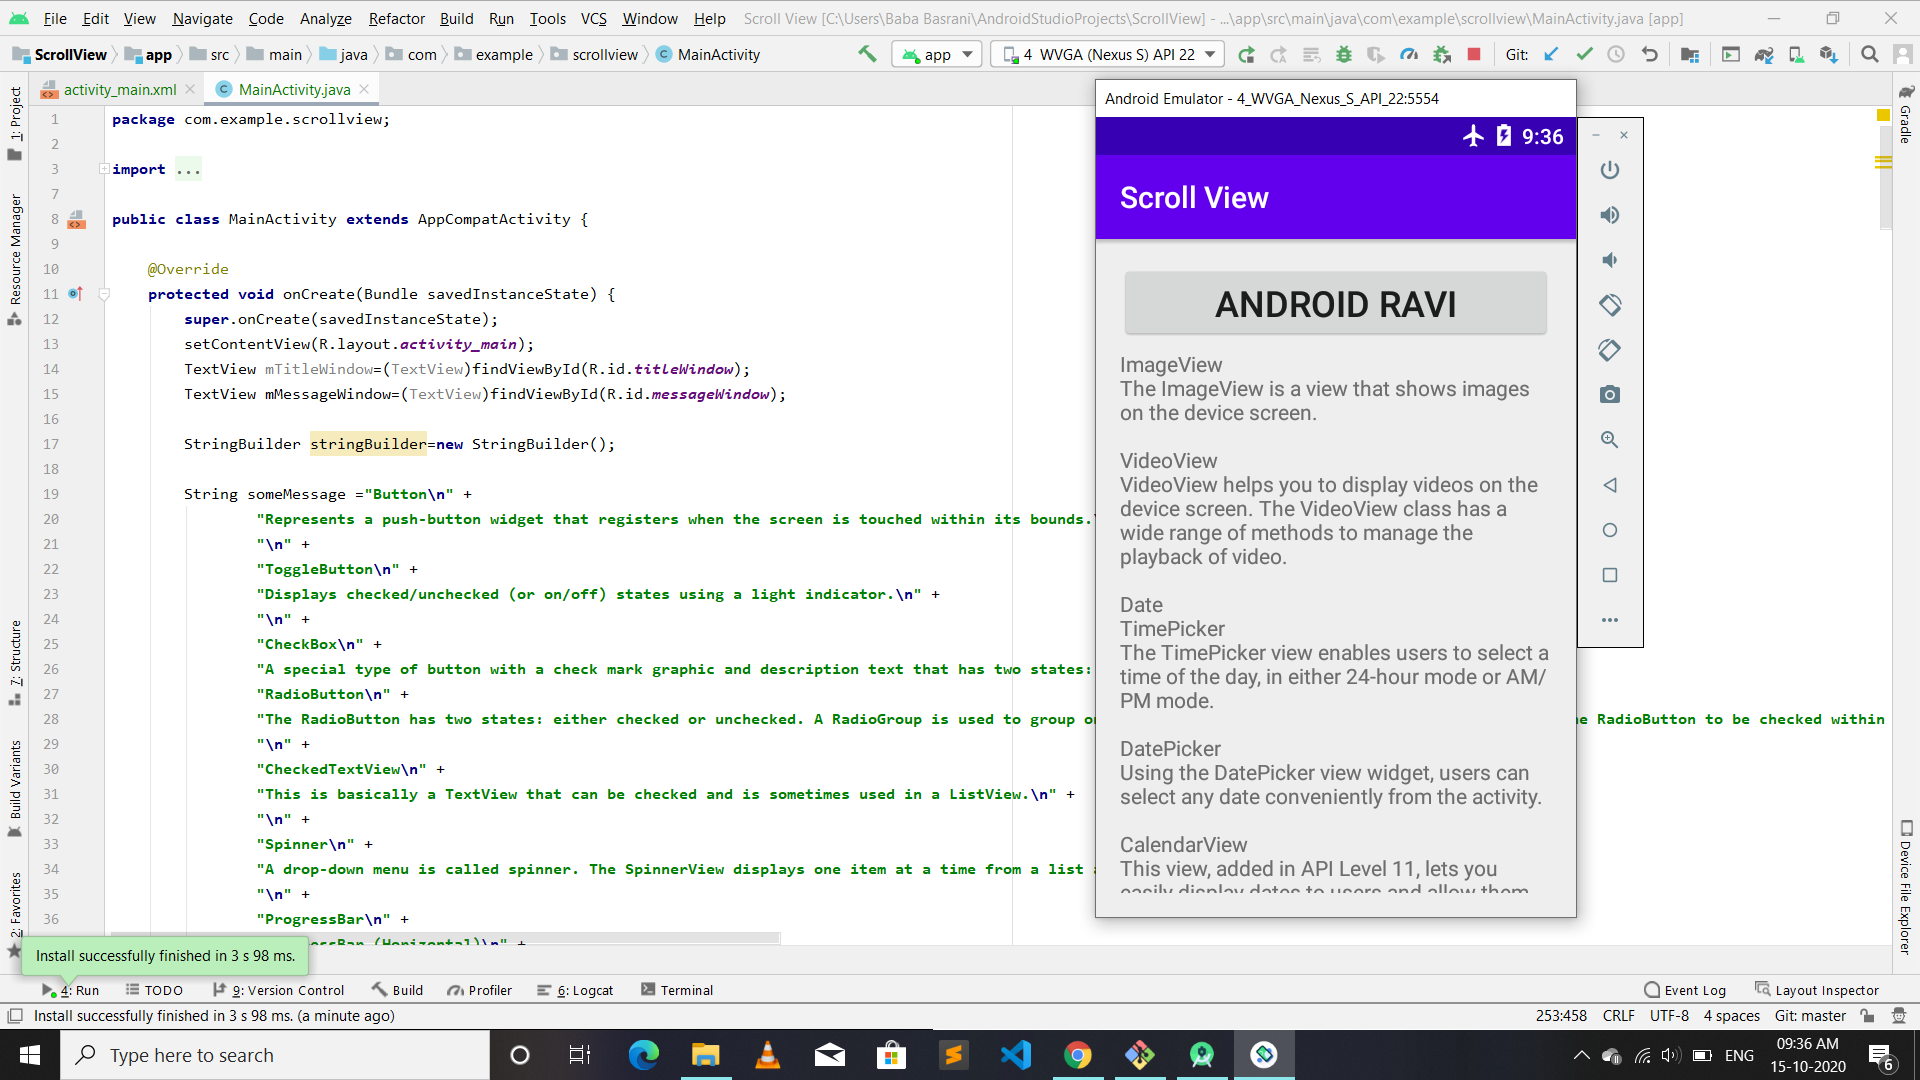 File Edit View Navigate Code Analyze Refactor Build Run Tools VCS Window Help Scroll View [C:\Users\Baba Basrani\AndroidStudioProjects\ScrollView] - ...\app\src\main\java\com\example\scrollview\MainActivity.java [app]
ScrollView app src main java com example scrollview MainActivity app 4 WVGA (Nexus S) API 22 Git:
activity_main.xml MainActivity.java
1: Project
Resource Manager
7: Structure
Build Variants
2: Favorites
1 package com.example.scrollview;
2
3 import ...
7
8 public class MainActivity extends AppCompatActivity {
9
10 @Override
11 protected void onCreate(Bundle savedInstanceState) {
12 super.onCreate(savedInstanceState);
13 setContentView(R.layout.activity_main);
14 TextView mTitleWindow=(TextView)findViewById(R.id.titleWindow);
15 TextView mMessageWindow=(TextView)findViewById(R.id.messageWindow);
16
17 StringBuilder stringBuilder=new StringBuilder();
18
19 String someMessage ="Button\n" +
20 "Represents a push-button widget that registers when the screen is touched within its bounds.
21 "\n" +
22 "ToggleButton\n" +
23 "Displays checked/unchecked (or on/off) states using a light indicator.\n" +
24 "\n" +
25 "CheckBox\n" +
26 "A special type of button with a check mark graphic and description text that has two states:
27 "RadioButton\n" +
28 "The RadioButton has two states: either checked or unchecked. A RadioGroup is used to group RadioButton to be checked within
29 "\n" +
30 "CheckedTextView\n" +
31 "This is basically a TextView that can be checked and is sometimes used in a ListView.\n" +
32 "\n" +
33 "Spinner\n" +
34 "A drop-down menu is called spinner. The SpinnerView displays one item at a time from a list
35 "\n" +
36 "ProgressBar\n" +
(Horizontal)\n" +
Android Emulator - 4_WVGA_Nexus_S_API_22:5554
9:36
Scroll View
ANDROID RAVI
ImageView
The ImageView is a view that shows images
on the device screen.
VideoView
VideoView helps you to display videos on the
device screen. The VideoView class has a
wide range of methods to manage the
playback of video.
Date
TimePicker
The TimePicker view enables users to select a
time of the day, in either 24-hour mode or AM/
PM mode.
DatePicker
Using the DatePicker view widget, users can
select any date conveniently from the activity.
CalendarView
This view, added in API Level 11, lets you
easily display dates to users and allow them
Gradle
Device File Explorer
Install successfully finished in 3 s 98 ms.
4: Run TODO 9: Version Control Build Profiler 6: Logcat Terminal Event Log Layout Inspector
Install successfully finished in 3 s 98 ms. (a minute ago) 253:458 CRLF UTF-8 4 spaces Git: master
Type here to search ENG 09:36 AM
15-10-2020
6